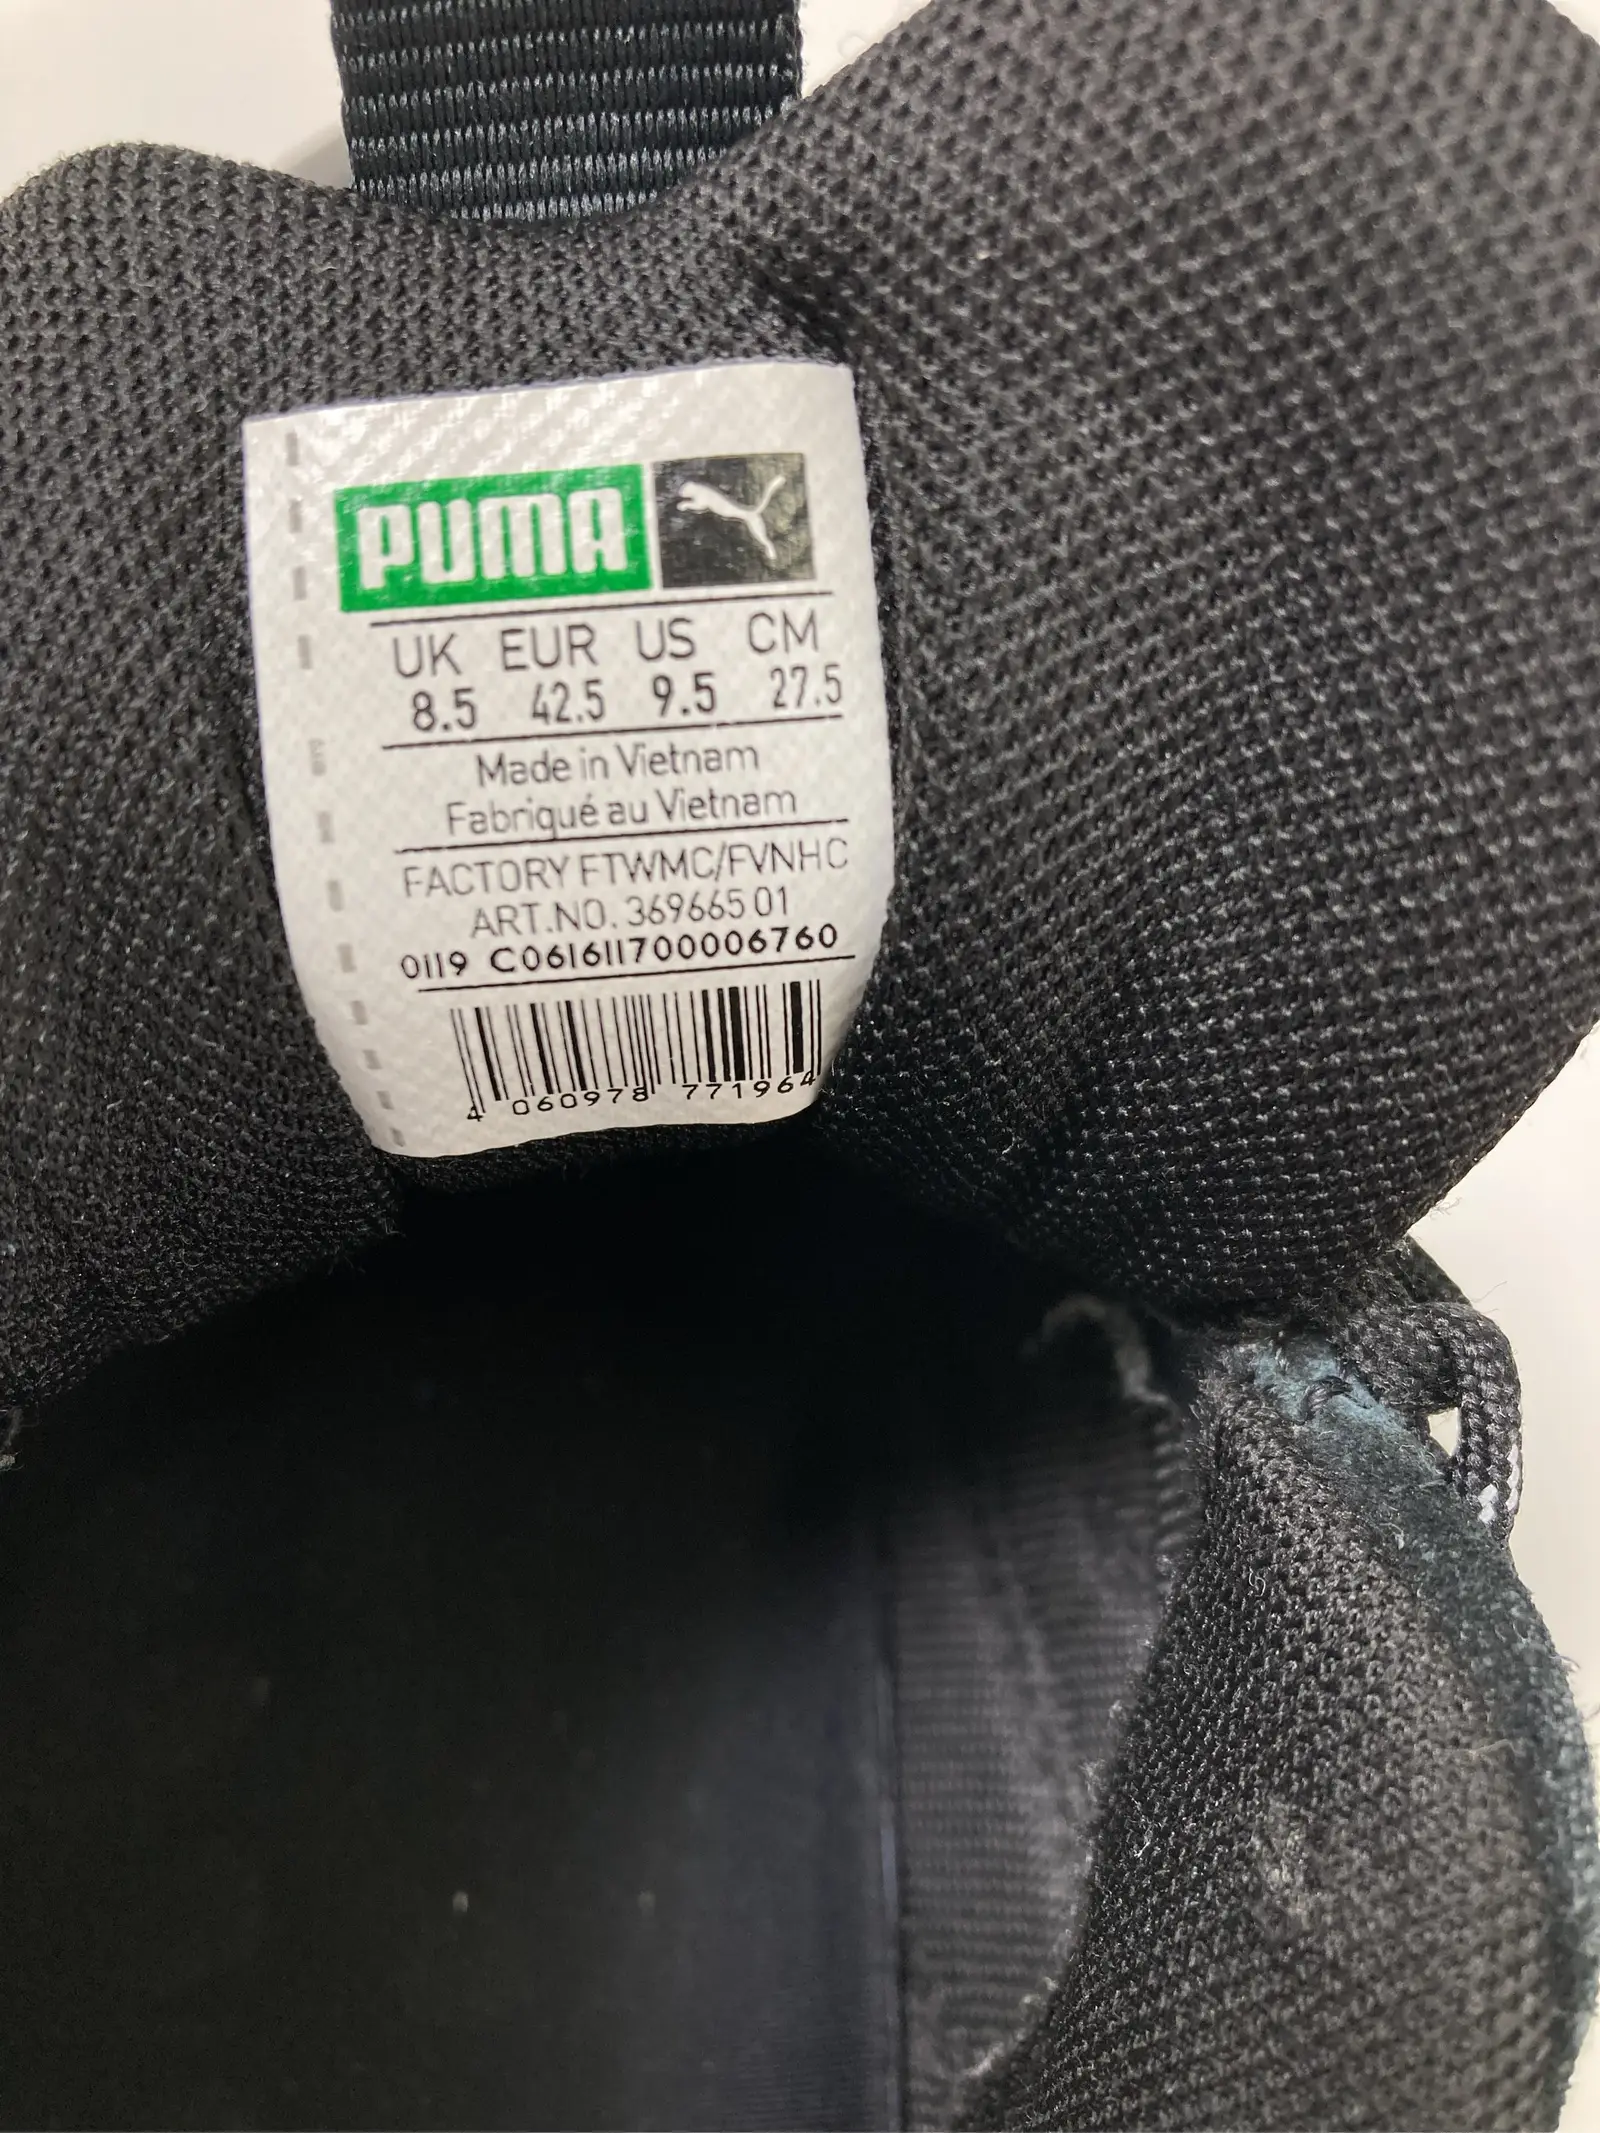 PUMA
UK EUR US CM
8.5 42.5 9.5 27.5
Made in Vietnam
Fabriqué au Vietnam
FACTORY FTWMC/FVNHC
ART.NO. 369665 01
0119 C061611700006760
4 060978 771964